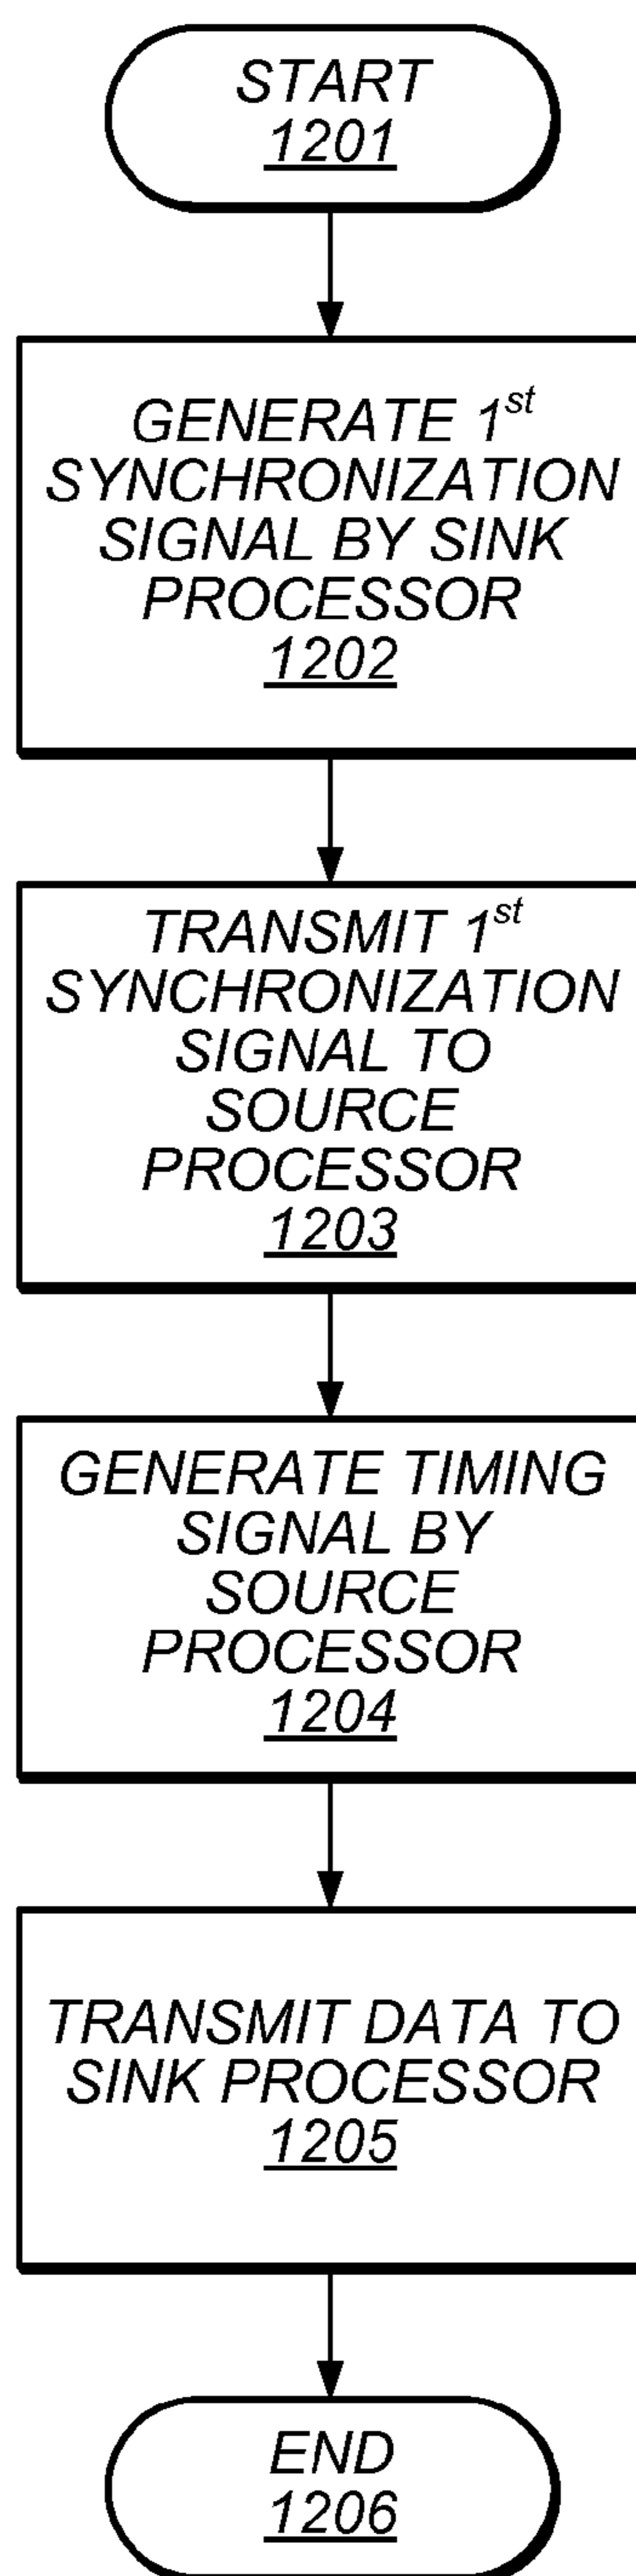 START
1201
GENERATE 1st
SYNCHRONIZATION
SIGNAL BY SINK
PROCESSOR
1202
TRANSMIT 1st
SYNCHRONIZATION
SIGNAL TO
SOURCE
PROCESSOR
1203
GENERATE TIMING
SIGNAL BY
SOURCE
PROCESSOR
1204
TRANSMIT DATA TO
SINK PROCESSOR
1205
END
1206